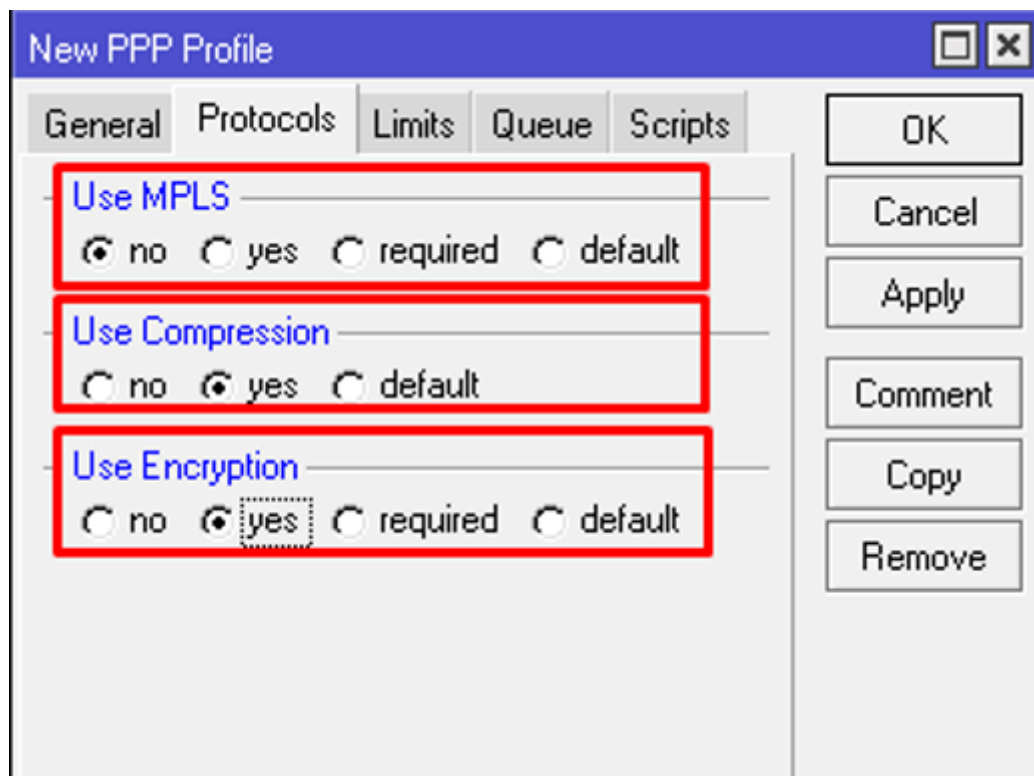 New PPP Profile
General Protocols Limits Queue Scripts
Use MPLS
no yes required default
Use Compression
no yes default
Use Encryption
no yes required default
OK
Cancel
Apply
Comment
Copy
Remove